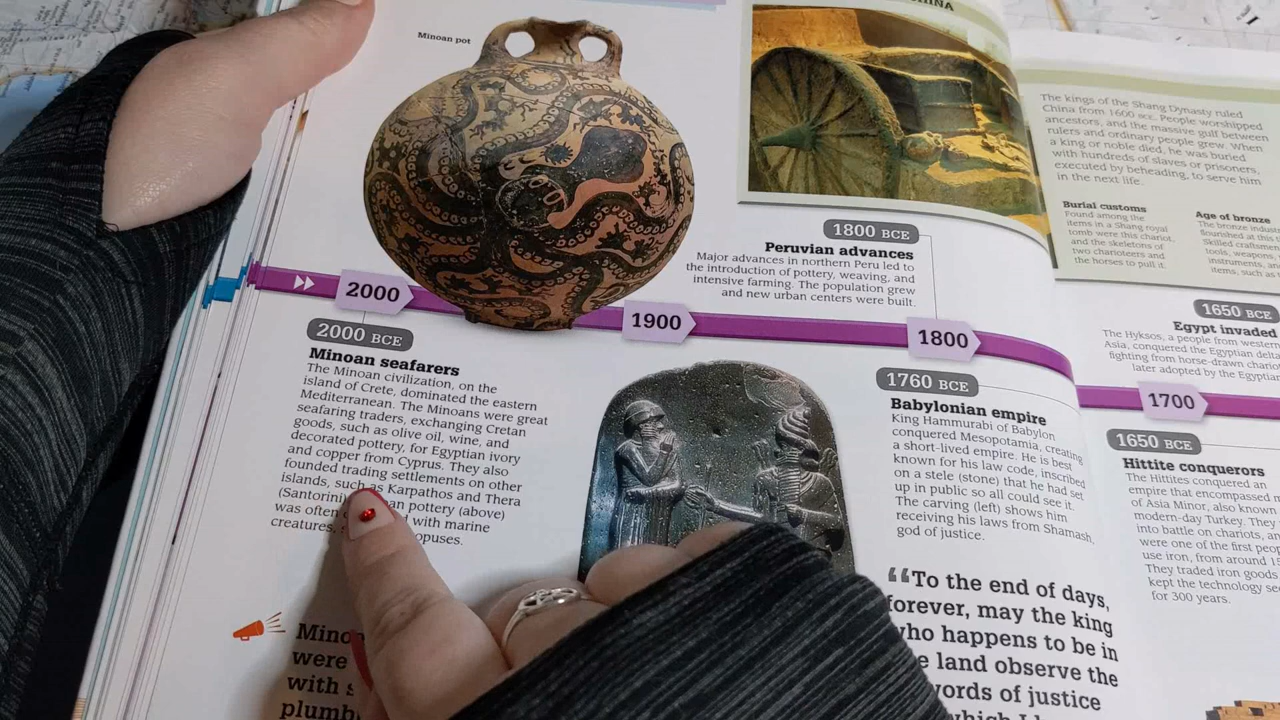 Minoan pot
CHINA
The kings of the Shang Dynasty ruled
China from 1600 BCE. People worshipped
ancestors, and the massive gulf between
rulers and ordinary people grew. When
a king or noble died, he was buried
with hundreds of slaves or prisoners,
executed by beheading, to serve him
in the next life.
Burial customs
Found among the
items in a Shang royal
tomb were this chariot,
and the skeletons of
two charioteers and
the horses to pull it.
Age of bronze
The bronze
flourished at this
Skilled craftsmen
tools, weapons,
instruments, and
items, such as
1800 BCE
Peruvian advances
Major advances in northern Peru led to
the introduction of pottery, weaving, and
intensive farming. The population grew
and new urban centers were built.
2000
1900
1800
1700
2000 BCE
Minoan seafarers
The Minoan civilization, on the
island of Crete, dominated the eastern
Mediterranean. The Minoans were great
seafaring traders, exchanging Cretan
goods, such as olive oil, wine, and
decorated pottery, for Egyptian ivory
and copper from Cyprus. They also
founded trading settlements on other
islands, such as Karpathos and Thera
(Santorini). pottery (above)
was often with marine
creatures,
1760 BCE
Babylonian empire
King Hammurabi of Babylon
conquered Mesopotamia, creating
a short-lived empire. He is best
known for his law code, inscribed
on a stele (stone) that he had set
up in public so all could see it.
The carving (left) shows him
receiving his laws from Shamash,
god of justice.
1650 BCE
Egypt invaded
The Hyksos, a people from western
Asia, conquered the Egyptian delta
fighting from horse-drawn
later adopted by the Egyptian
1650 BCE
Hittite conquerors
The Hittites conquered an
empire that encompassed
of Asia Minor, also known
modern-day Turkey. They
into battle on chariots, and
were one of the first
use iron, from around
They traded iron goods
kept the technology
for 300 years.
were
with
“To the end of days,
forever, may the king
who happens to be in
the land observe the
words of justice
which I